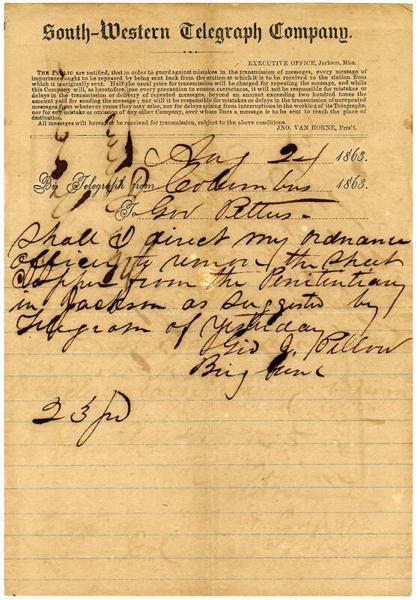 South-Western Telegraph Company.
EXECUTIVE OFFICE, Jackson, Miss.
THE PUBLIC are notified, that in order to guard against mistakes in the transmission of messages, every message of
importance ought to be repeated by being sent back from the station at which it is to be received to the station from
which it is originally sent. Half the usual price for transmission will be charged for repeating the message, and while
this Company will, as heretofore, use every precaution to ensure correctness, it will not be responsible for mistakes or
delays in the transmission or delivery of repeated messages, beyond an amount exceeding two hundred times the
amount paid for sending the message; nor will it be responsible for mistakes or delays in the transmission of unrepeated
messages from whatever cause they may arise, nor for delays arising from interruptions in the working of its Telegraphs,
nor for any mistake or omission of any other Company, over whose lines a message is to be sent to reach the place of
destination.
All messages will hereafter be received for transmission, subject to the above conditions.
JNO. VAN HORNE, Pres't.
Aug 24 1863.
By Telegraph from Columbus 1863.
To Gov Pettus.
Shall I direct my ordnance
officer to remove the sheet
Copper from the Penitentiary
in Jackson as suggested by
Telegram of Yesterday
Gid J. Pillow
Brig Genl
23 pd